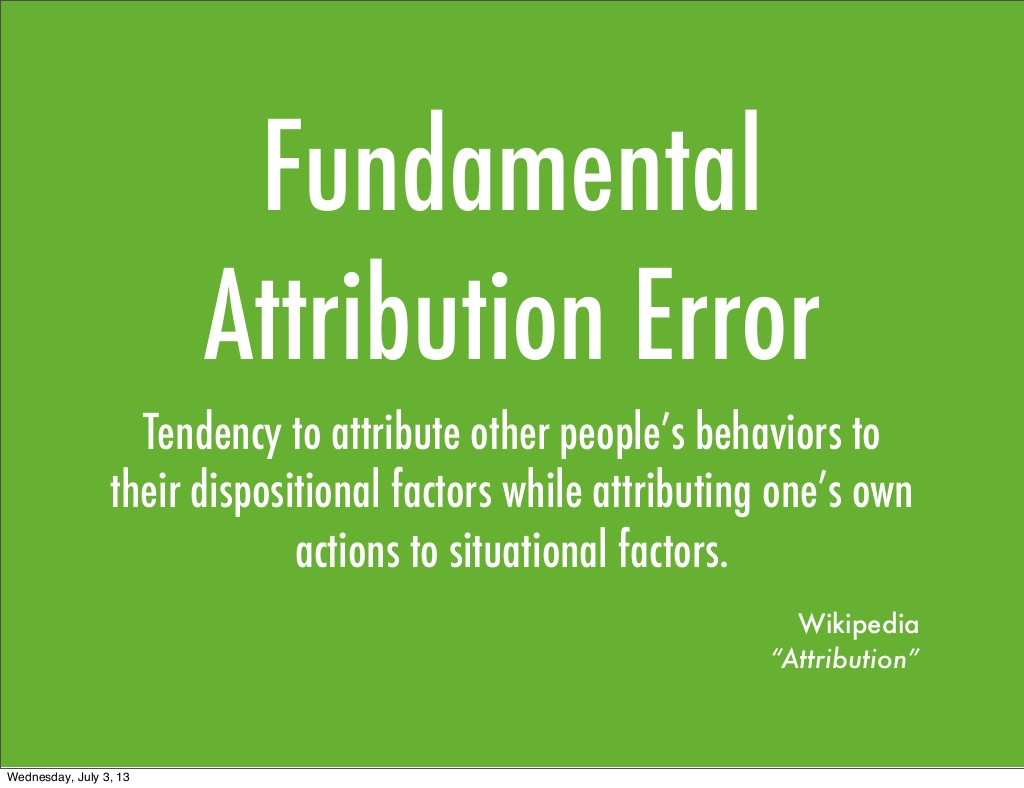 Fundamental
Attribution Error
Tendency to attribute other people’s behaviors to
their dispositional factors while attributing one’s own
actions to situational factors.
Wikipedia
“Attribution”
Wednesday, July 3, 13